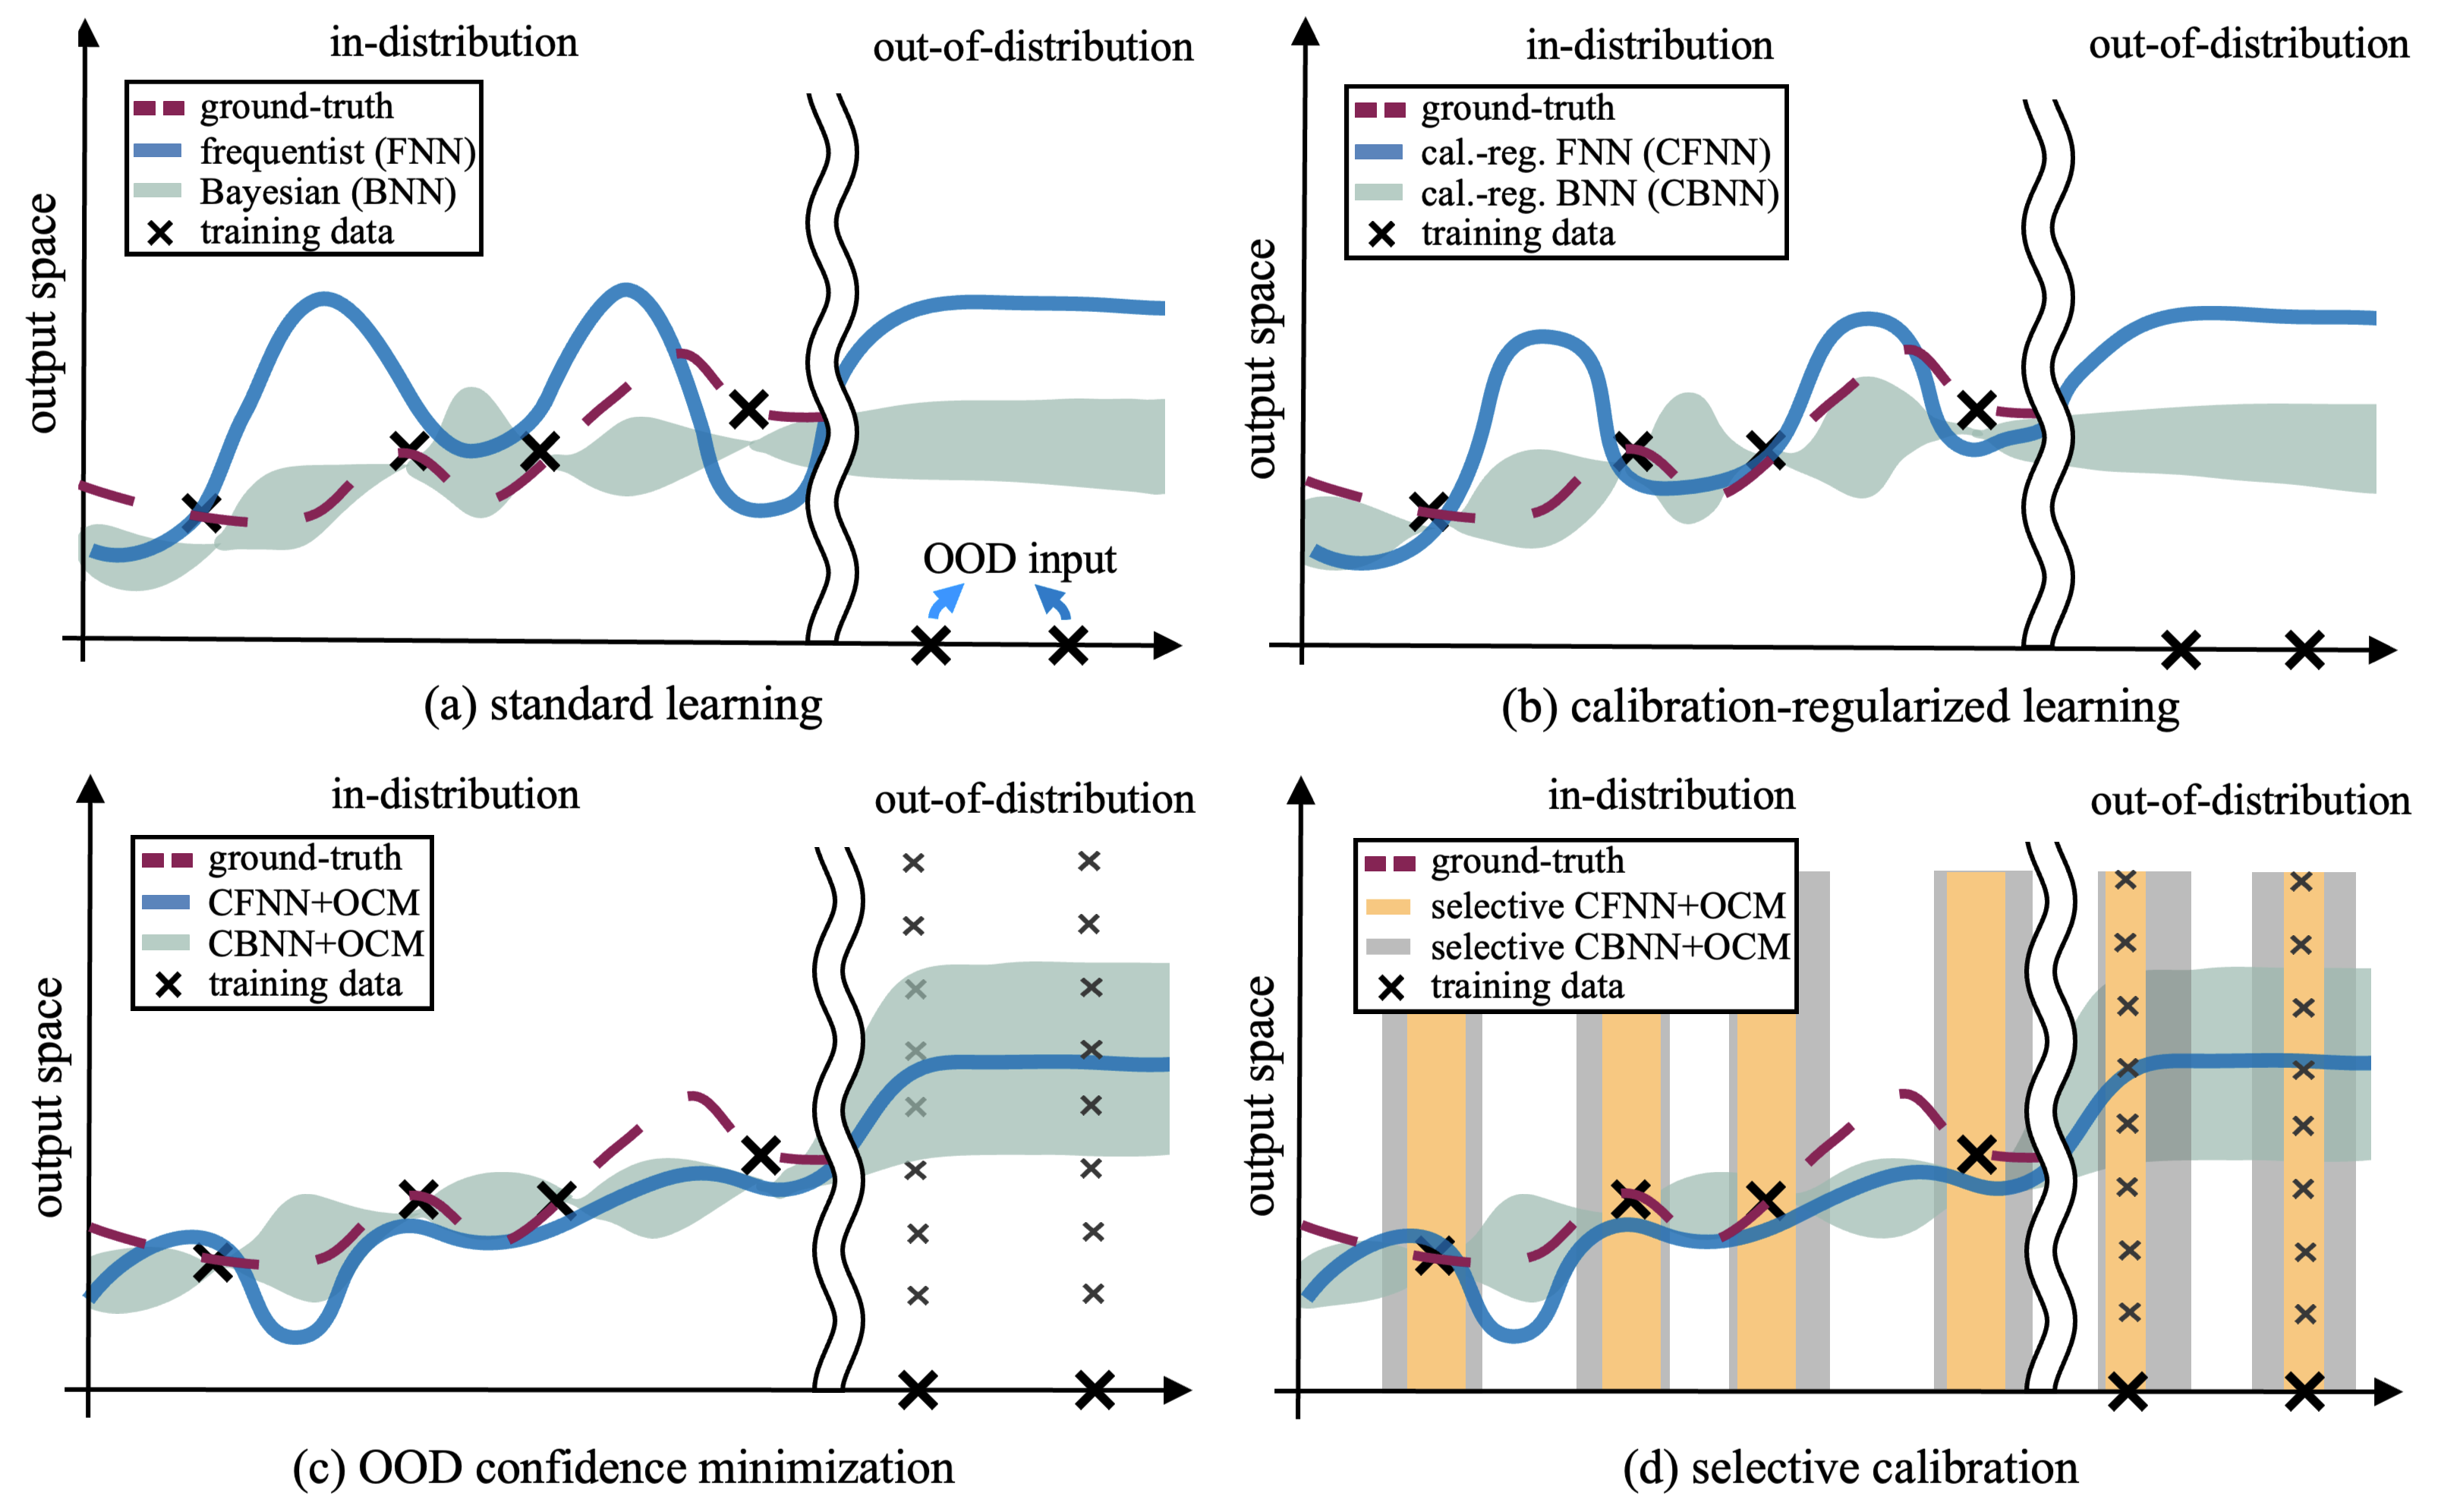 in-distribution
out-of-distribution
ground-truth
frequentist (FNN)
Bayesian (BNN)
training data
output space
OOD input
(a) standard learning
in-distribution
out-of-distribution
ground-truth
cal.-reg. FNN (CFNN)
cal.-reg. BNN (CBNN)
training data
output space
(b) calibration-regularized learning
in-distribution
out-of-distribution
ground-truth
CFNN+OCM
CBNN+OCM
training data
output space
(c) OOD confidence minimization
in-distribution
out-of-distribution
ground-truth
selective CFNN+OCM
selective CBNN+OCM
training data
output space
(d) selective calibration